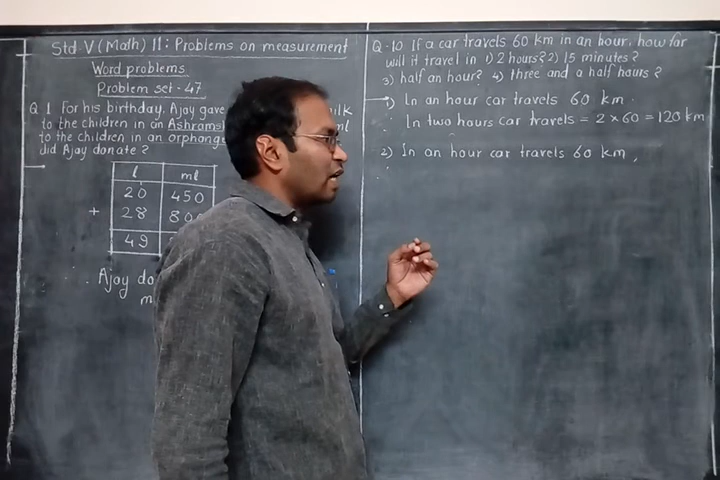 Std V (Math) 11: Problems on measurement
Word problems
Problem set - 47
Q 1 For his birthday, Ajay gave
to the children in an Ashrams
to the children in an orphan
did Ajay donate?
l ml
20 450
+ 28 80
49
∴ Ajay do
m
Q.10 If a car travels 60 km in an hour, how far
will it travel in 1) 2 hours? 2) 15 minutes?
3) half an hour? 4) three and a half hours?
→ 1) In an hour car travels 60 km.
∴ In two hours car travels = 2 × 60 = 120 km
2) In an hour car travels 60 km,
∴